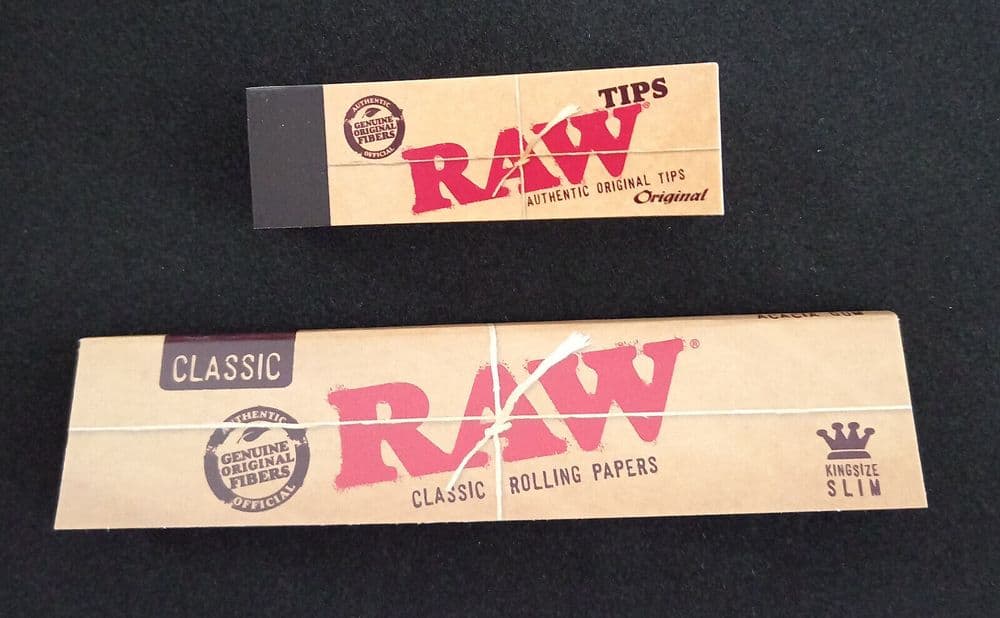 AUTHENTIC
GENUINE
ORIGINAL
FIBERS
OFFICIAL
TIPS
RAW®
AUTHENTIC ORIGINAL TIPS
Original
ACACIA GUM
CLASSIC
AUTHENTIC
GENUINE
ORIGINAL
FIBERS
OFFICIAL
RAW®
CLASSIC ROLLING PAPERS
KINGSIZE
SLIM